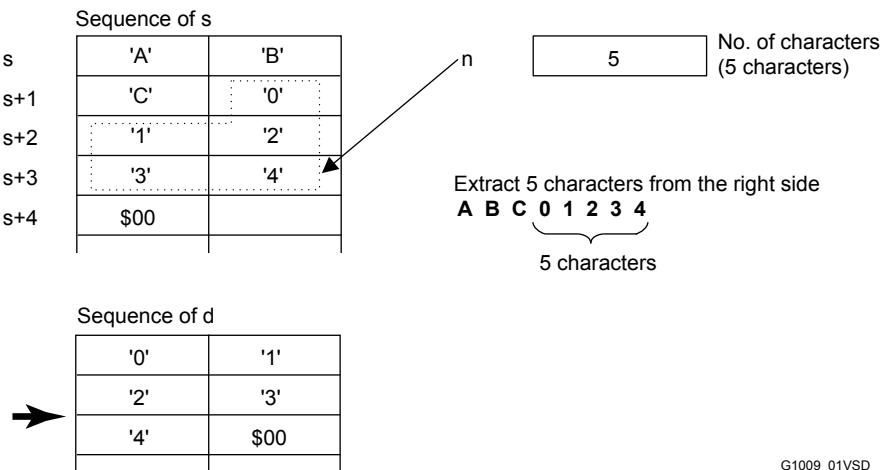 Sequence of s
s 'A' 'B'
s+1 'C' '0'
s+2 '1' '2'
s+3 '3' '4'
s+4 $00
n 5 No. of characters
(5 characters)
Extract 5 characters from the right side
A B C 0 1 2 3 4
5 characters
Sequence of d
'0' '1'
'2' '3'
'4' $00
G1009_01VSD